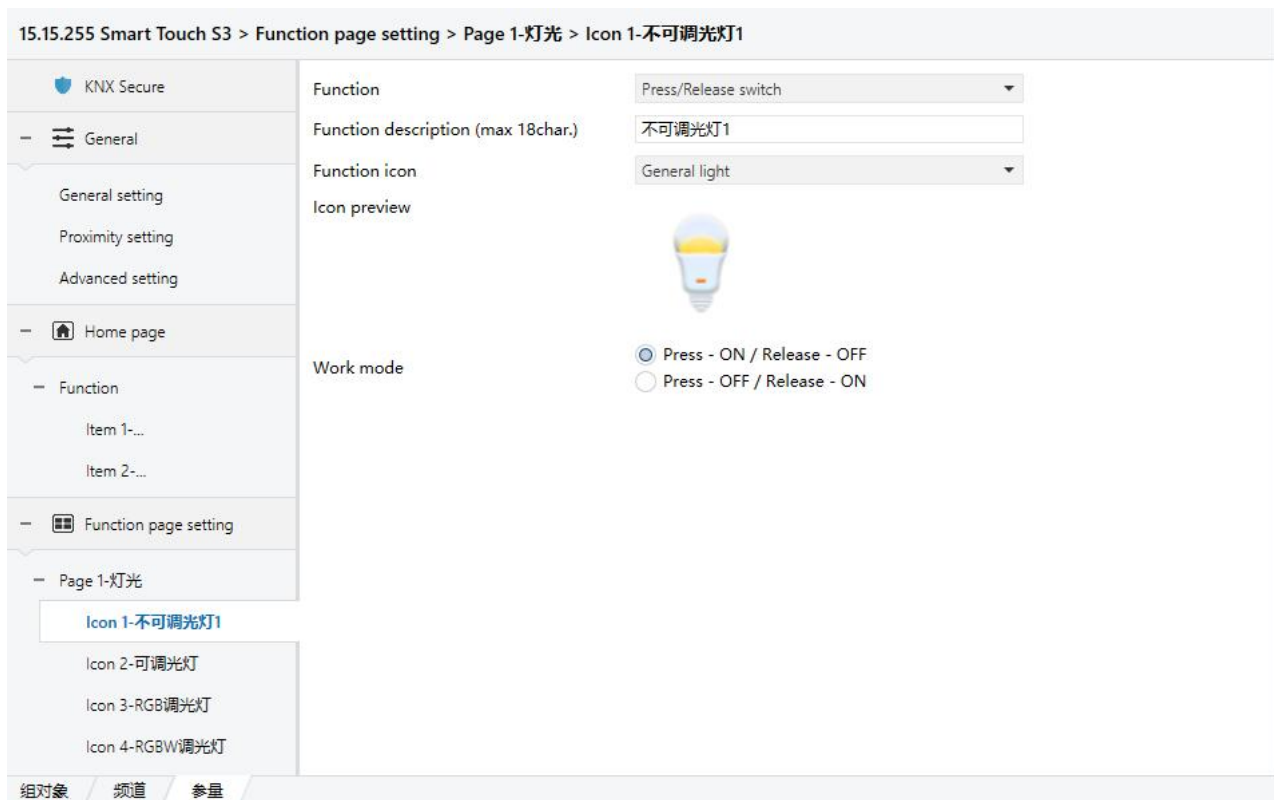 15.15.255 Smart Touch S3 > Function page setting > Page 1-灯光 > Icon 1-不可调光灯1
KNX Secure
General
General setting
Proximity setting
Advanced setting
Home page
Function
Item 1-...
Item 2-...
Function page setting
Page 1-灯光
Icon 1-不可调光灯1
Icon 2-可调光灯
Icon 3-RGB调光灯
Icon 4-RGBW调光灯
Function Press/Release switch
Function description (max 18char.) 不可调光灯1
Function icon General light
Icon preview
Work mode
Press - ON / Release - OFF
Press - OFF / Release - ON
组对象 频道 参量